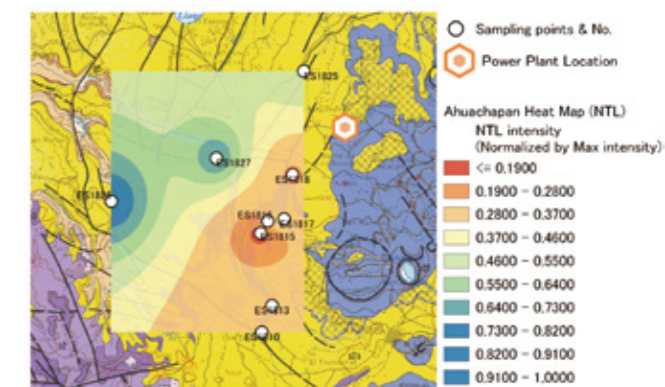 Sampling points & No.
Power Plant Location
Ahuachapan Heat Map (NTL)
NTL intensity
(Normalized by Max intensity)
<= 0.1900
0.1900 - 0.2800
0.2800 - 0.3700
0.3700 - 0.4600
0.4600 - 0.5500
0.5500 - 0.6400
0.6400 - 0.7300
0.7300 - 0.8200
0.8200 - 0.9100
0.9100 - 1.0000
ES1825
ES1827
ES1817
ES1815